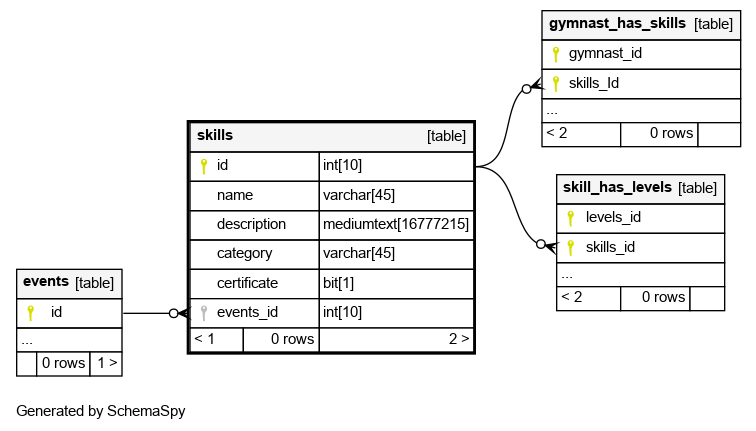 gymnast_has_skills [table]
gymnast_id
skills_Id
...
< 2 0 rows
skills [table]
id int[10]
name varchar[45]
description mediumtext[16777215]
category varchar[45]
certificate bit[1]
events_id int[10]
< 1 0 rows 2 >
skill_has_levels [table]
levels_id
skills_id
...
< 2 0 rows
events [table]
id
...
0 rows 1 >
Generated by SchemaSpy